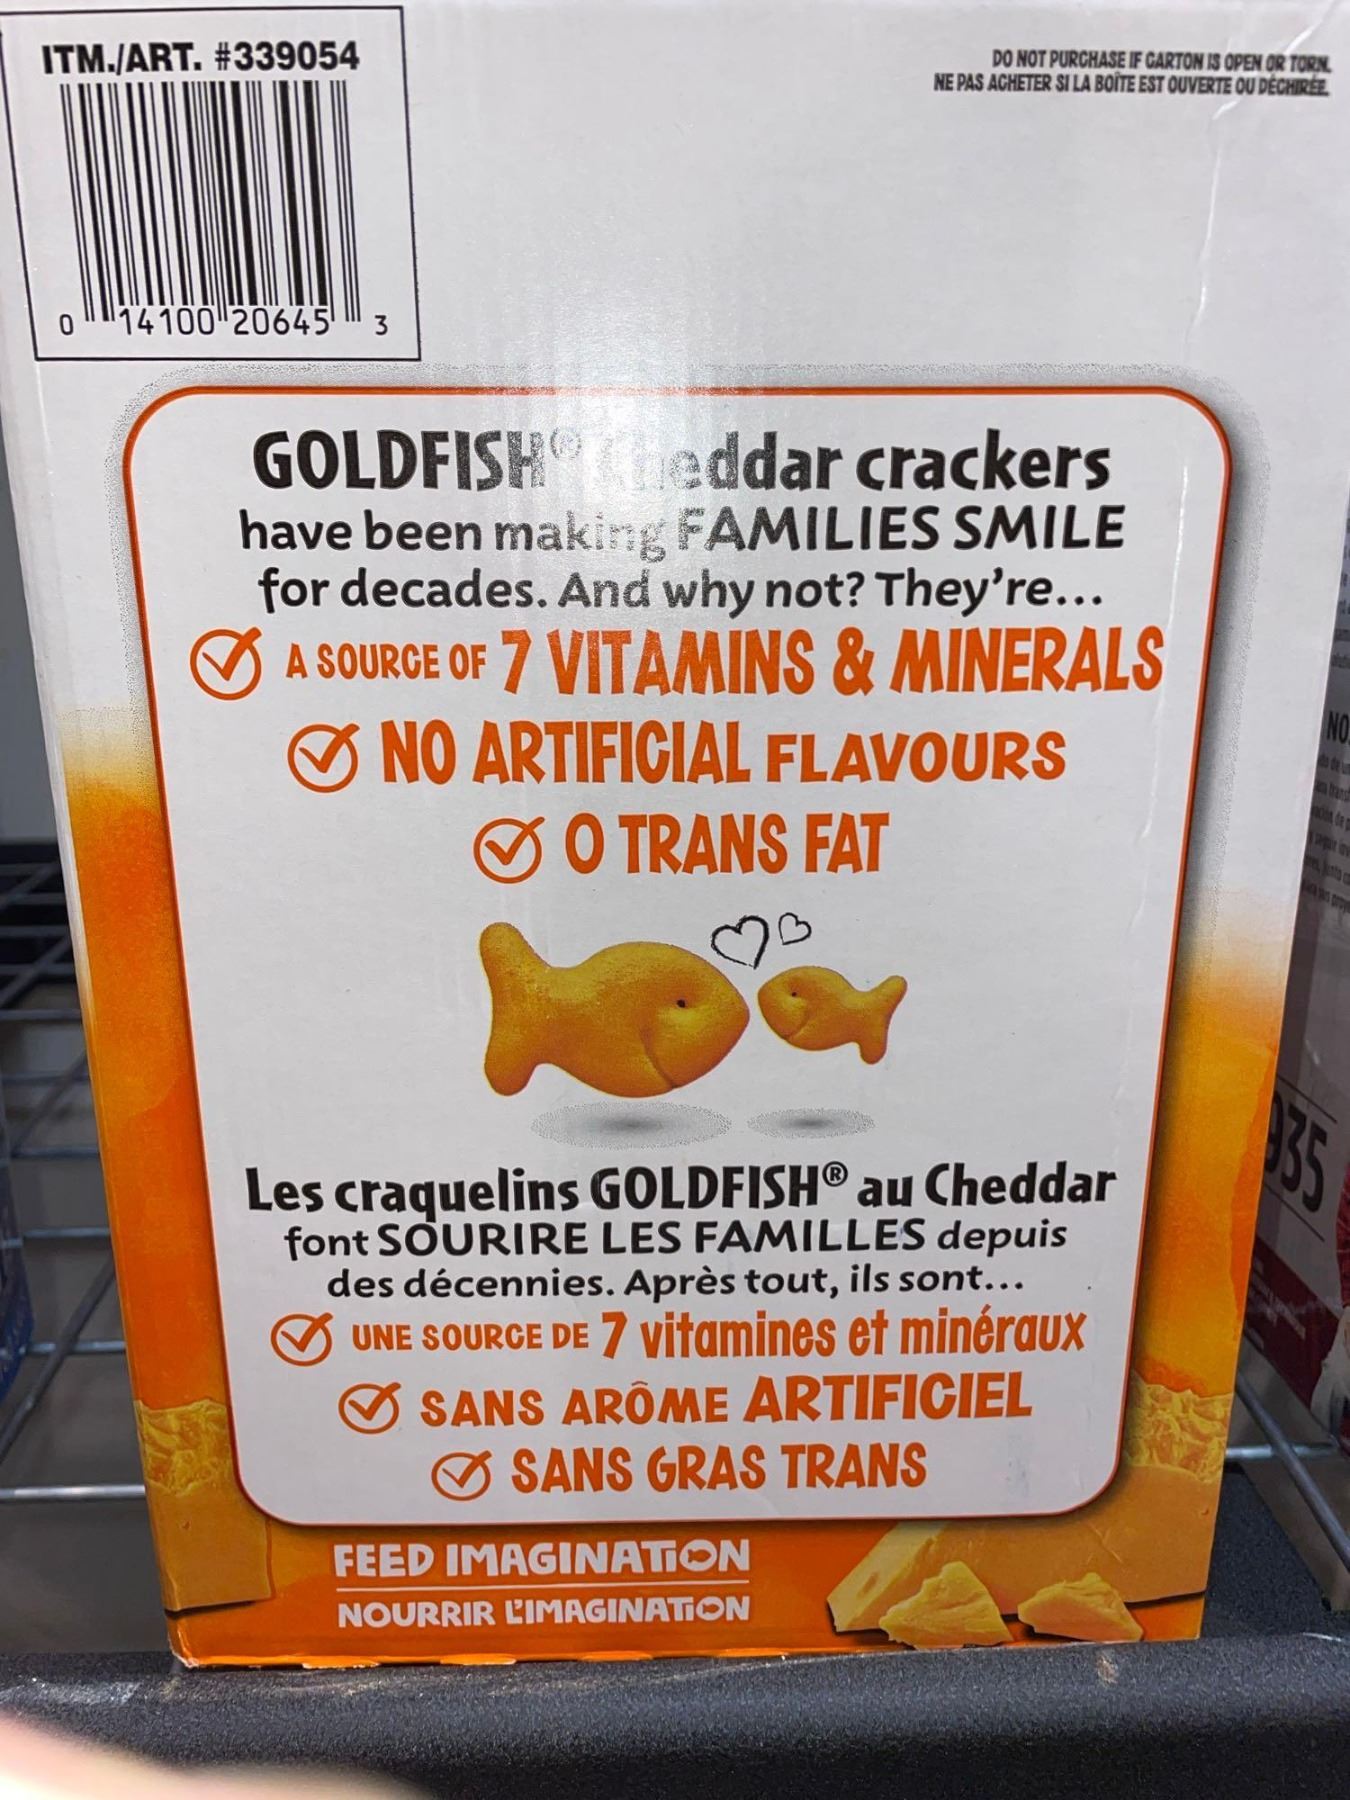 ITM./ART. #339054
DO NOT PURCHASE IF CARTON IS OPEN OR TORN.
NE PAS ACHETER SI LA BOÎTE EST OUVERTE OU DÉCHIRÉE.
0 14100 20645 3
GOLDFISH® Cheddar crackers
have been making FAMILIES SMILE
for decades. And why not? They're...
A SOURCE OF 7 VITAMINS & MINERALS
NO ARTIFICIAL FLAVOURS
0 TRANS FAT
Les craquelins GOLDFISH® au Cheddar
font SOURIRE LES FAMILLES depuis
des décennies. Après tout, ils sont...
UNE SOURCE DE 7 vitamines et minéraux
SANS ARÔME ARTIFICIEL
SANS GRAS TRANS
FEED IMAGINATION
NOURRIR L'IMAGINATION
935